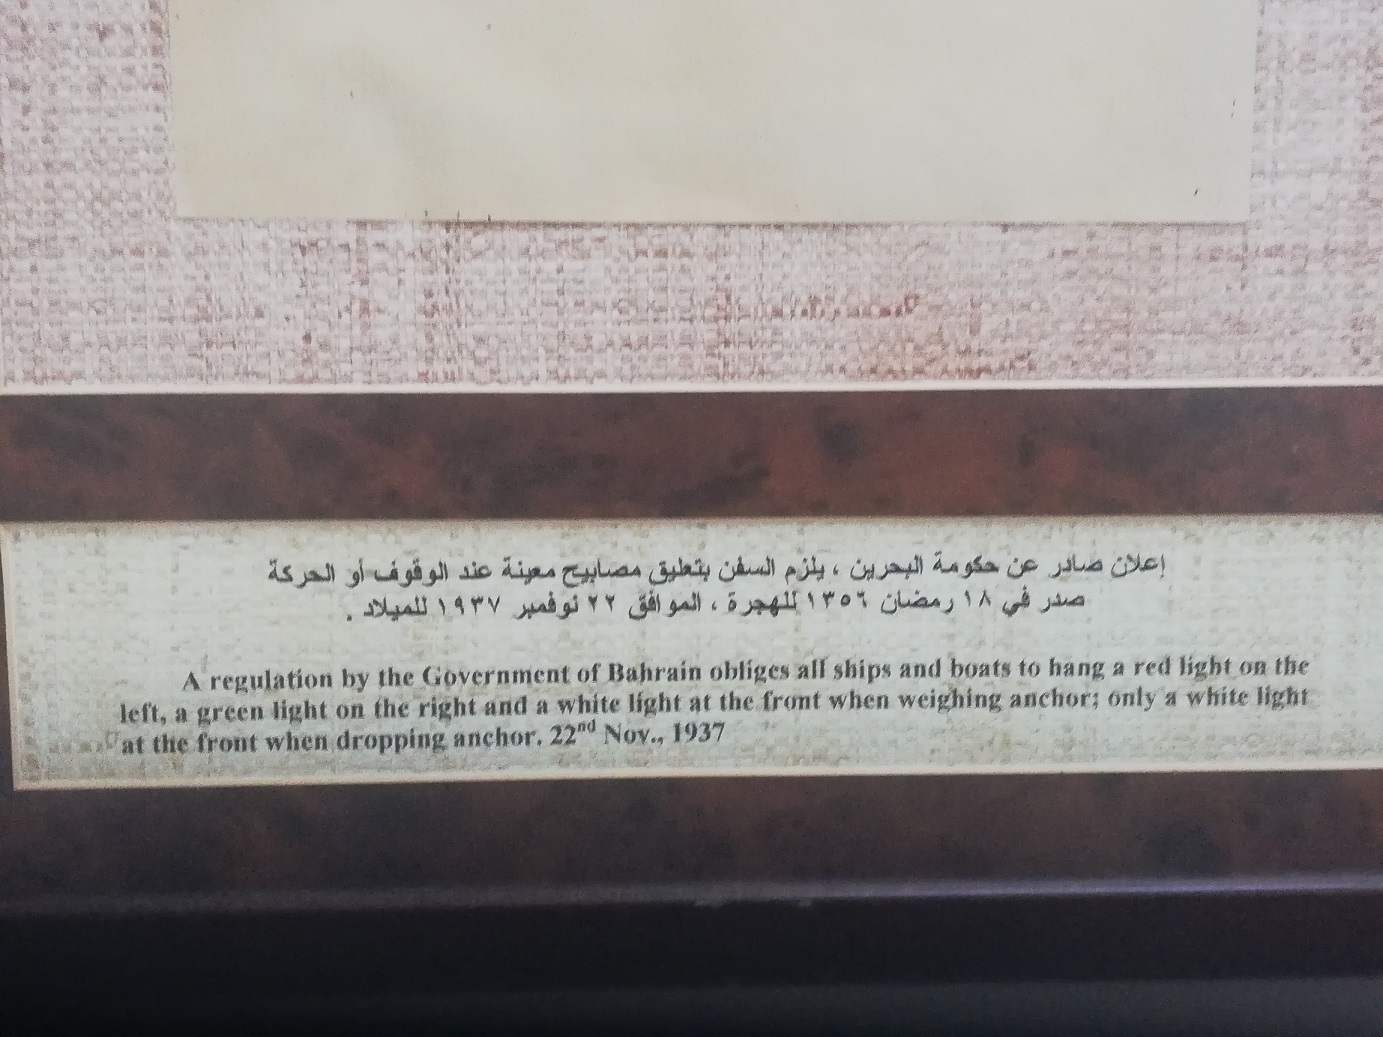 إعلان صادر عن حكومة البحرين ، يلزم السفن بتعليق مصابيح معينة عند الوقوف أو الحركة
صدر في ١٨ رمضان ١٣٥٦ للهجرة ، الموافق ٢٢ نوفمبر ١٩٣٧ للميلاد .
A regulation by the Government of Bahrain obliges all ships and boats to hang a red light on the
left, a green light on the right and a white light at the front when weighing anchor; only a white light
at the front when dropping anchor. 22nd Nov., 1937